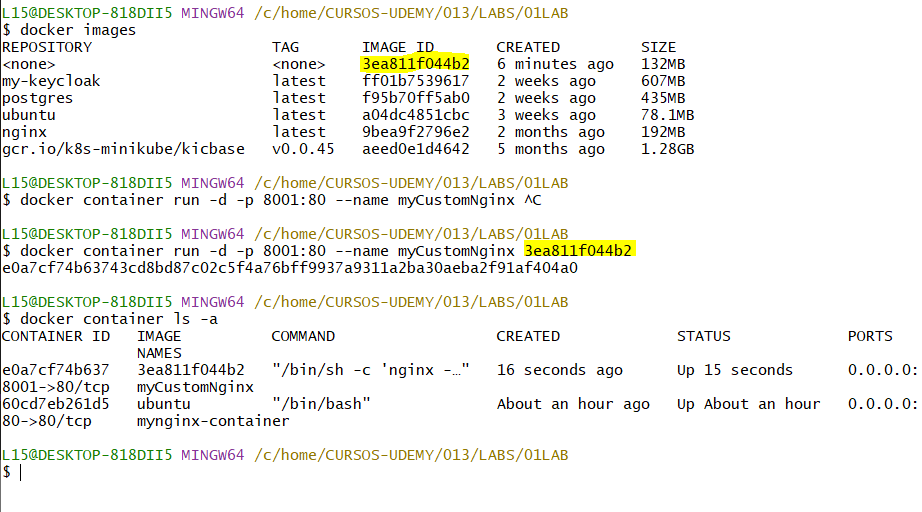 L15@DESKTOP-818DII5 MINGW64 /c/home/CURSOS-UDEMY/013/LABS/01LAB
$ docker images
REPOSITORY                    TAG       IMAGE ID       CREATED         SIZE
<none>                        <none>    3ea811f044b2   6 minutes ago   132MB
my-keycloak                   latest    ff01b7539617   2 weeks ago     607MB
postgres                      latest    f95b70ff5ab0   2 weeks ago     435MB
ubuntu                        latest    a04dc4851cbc   3 weeks ago     78.1MB
nginx                         latest    9bea9f2796e2   2 months ago    192MB
gcr.io/k8s-minikube/kicbase   v0.0.45   aeed0e1d4642   5 months ago    1.28GB
L15@DESKTOP-818DII5 MINGW64 /c/home/CURSOS-UDEMY/013/LABS/01LAB
$ docker container run -d -p 8001:80 --name myCustomNginx ^C
L15@DESKTOP-818DII5 MINGW64 /c/home/CURSOS-UDEMY/013/LABS/01LAB
$ docker container run -d -p 8001:80 --name myCustomNginx 3ea811f044b2
e0a7cf74b63743cd8bd87c02c5f4a76bff9937a9311a2ba30aeba2f91af404a0
L15@DESKTOP-818DII5 MINGW64 /c/home/CURSOS-UDEMY/013/LABS/01LAB
$ docker container ls -a
CONTAINER ID   IMAGE          COMMAND                  CREATED             STATUS             PORTS
               NAMES
e0a7cf74b637   3ea811f044b2   "/bin/sh -c 'nginx -…"   16 seconds ago      Up 15 seconds      0.0.0.0:
8001->80/tcp   myCustomNginx
60cd7eb261d5   ubuntu         "/bin/bash"              About an hour ago   Up About an hour   0.0.0.0:
80->80/tcp     mynginx-container
L15@DESKTOP-818DII5 MINGW64 /c/home/CURSOS-UDEMY/013/LABS/01LAB
$